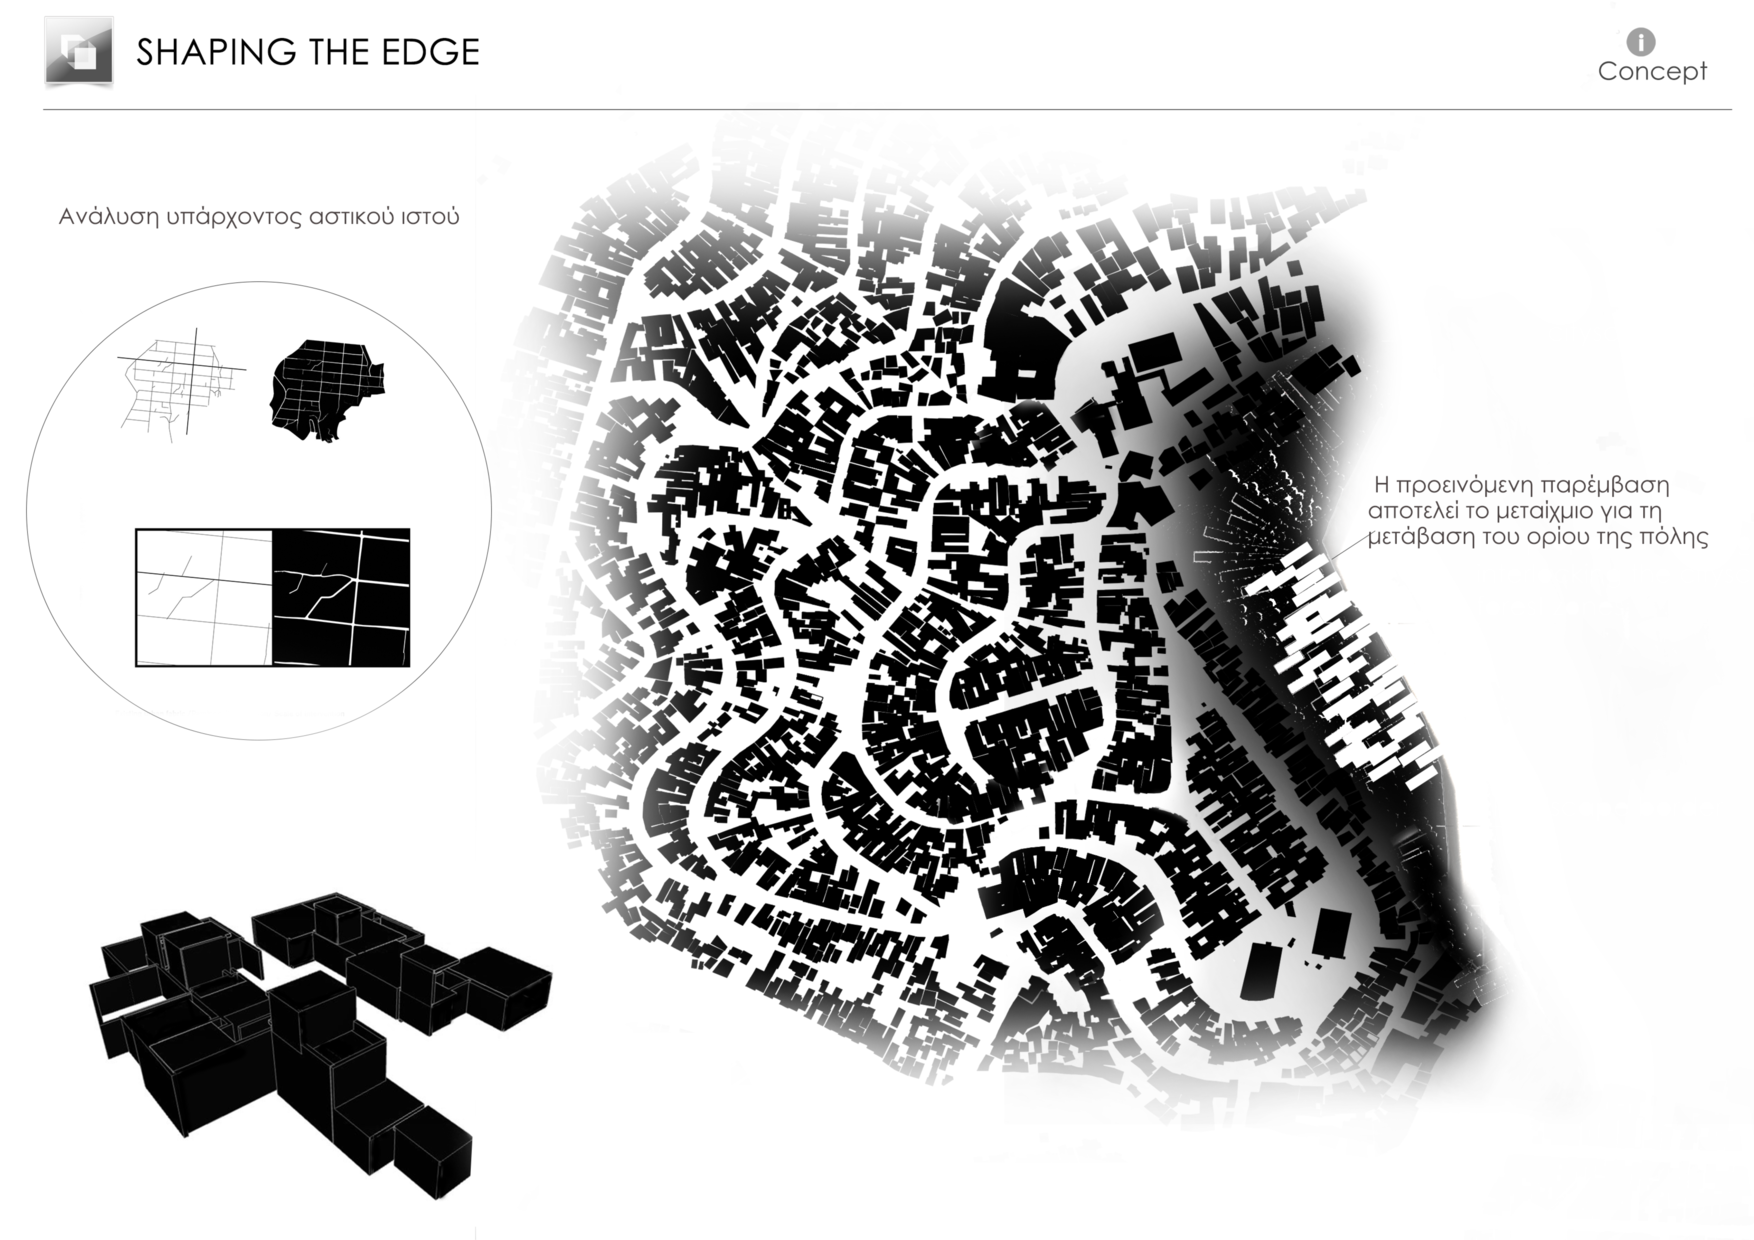 SHAPING THE EDGE
i
Concept
Ανάλυση υπάρχοντος αστικού ιστού
Η προεινόμενη παρέμβαση
αποτελεί το μεταίχμιο για τη
μετάβαση του ορίου της πόλης